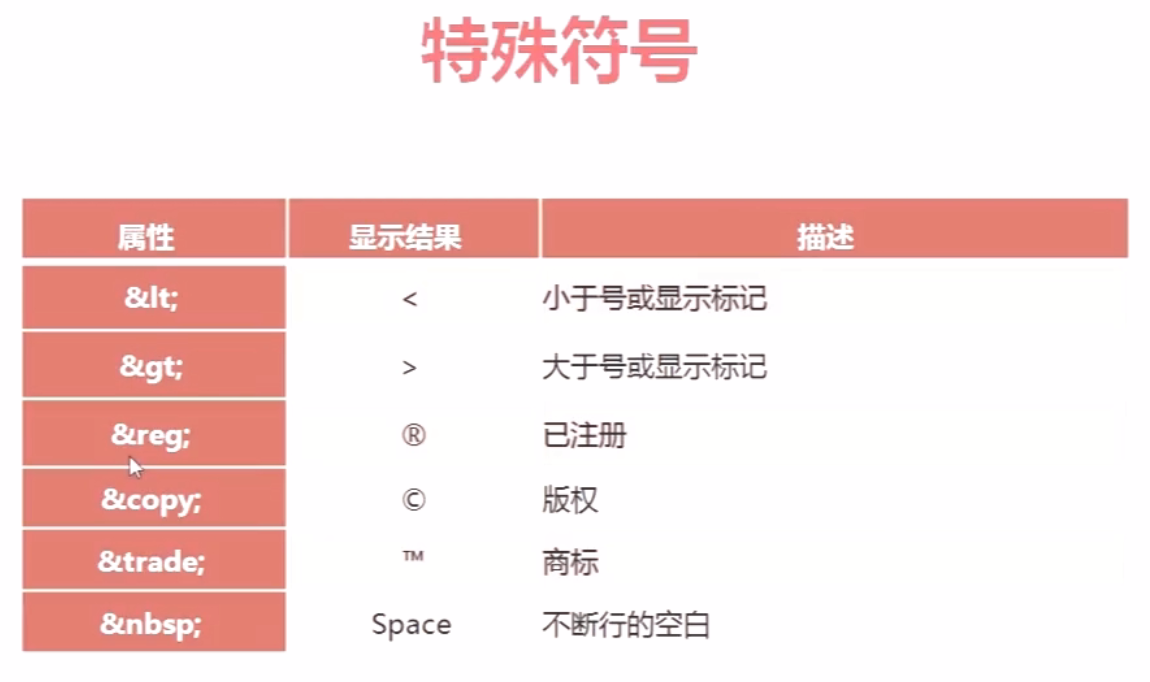 特殊符号
属性 显示结果 描述
&lt; < 小于号或显示标记
&gt; > 大于号或显示标记
&reg; ® 已注册
&copy; © 版权
&trade; ™ 商标
&nbsp; Space 不断行的空白